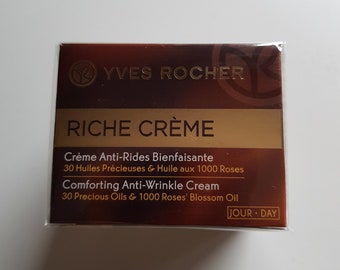 YVES ROCHER
RICHE CRÈME
Crème Anti-Rides Bienfaisante
30 Huiles Précieuses & Huile aux 1000 Roses
Comforting Anti-Wrinkle Cream
30 Precious Oils & 1000 Roses' Blossom Oil
JOUR - DAY